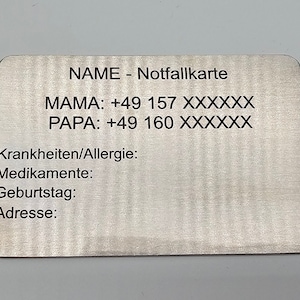 NAME - Notfallkarte
MAMA: +49 157 XXXXXX
PAPA: +49 160 XXXXXX
Krankheiten/Allergie:
Medikamente:
Geburtstag:
Adresse: